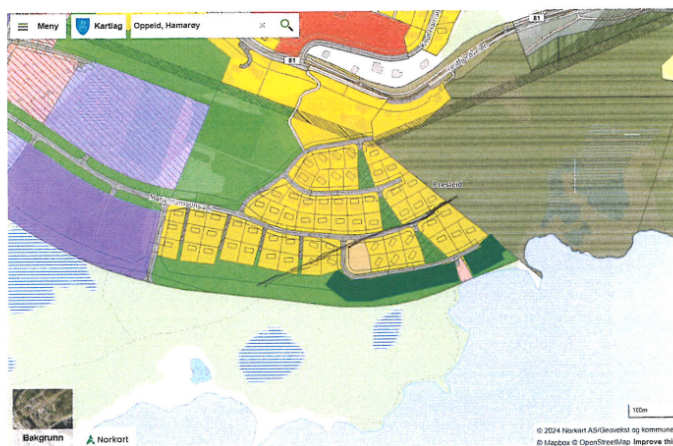 Meny
Kartlag
Oppeid, Hamarøy
81
81
Presteid
100m
Bakgrunn
Norkart
© 2024 Norkart AS/Geovekst og kommune
© Mapbox © OpenStreetMap Improve thi